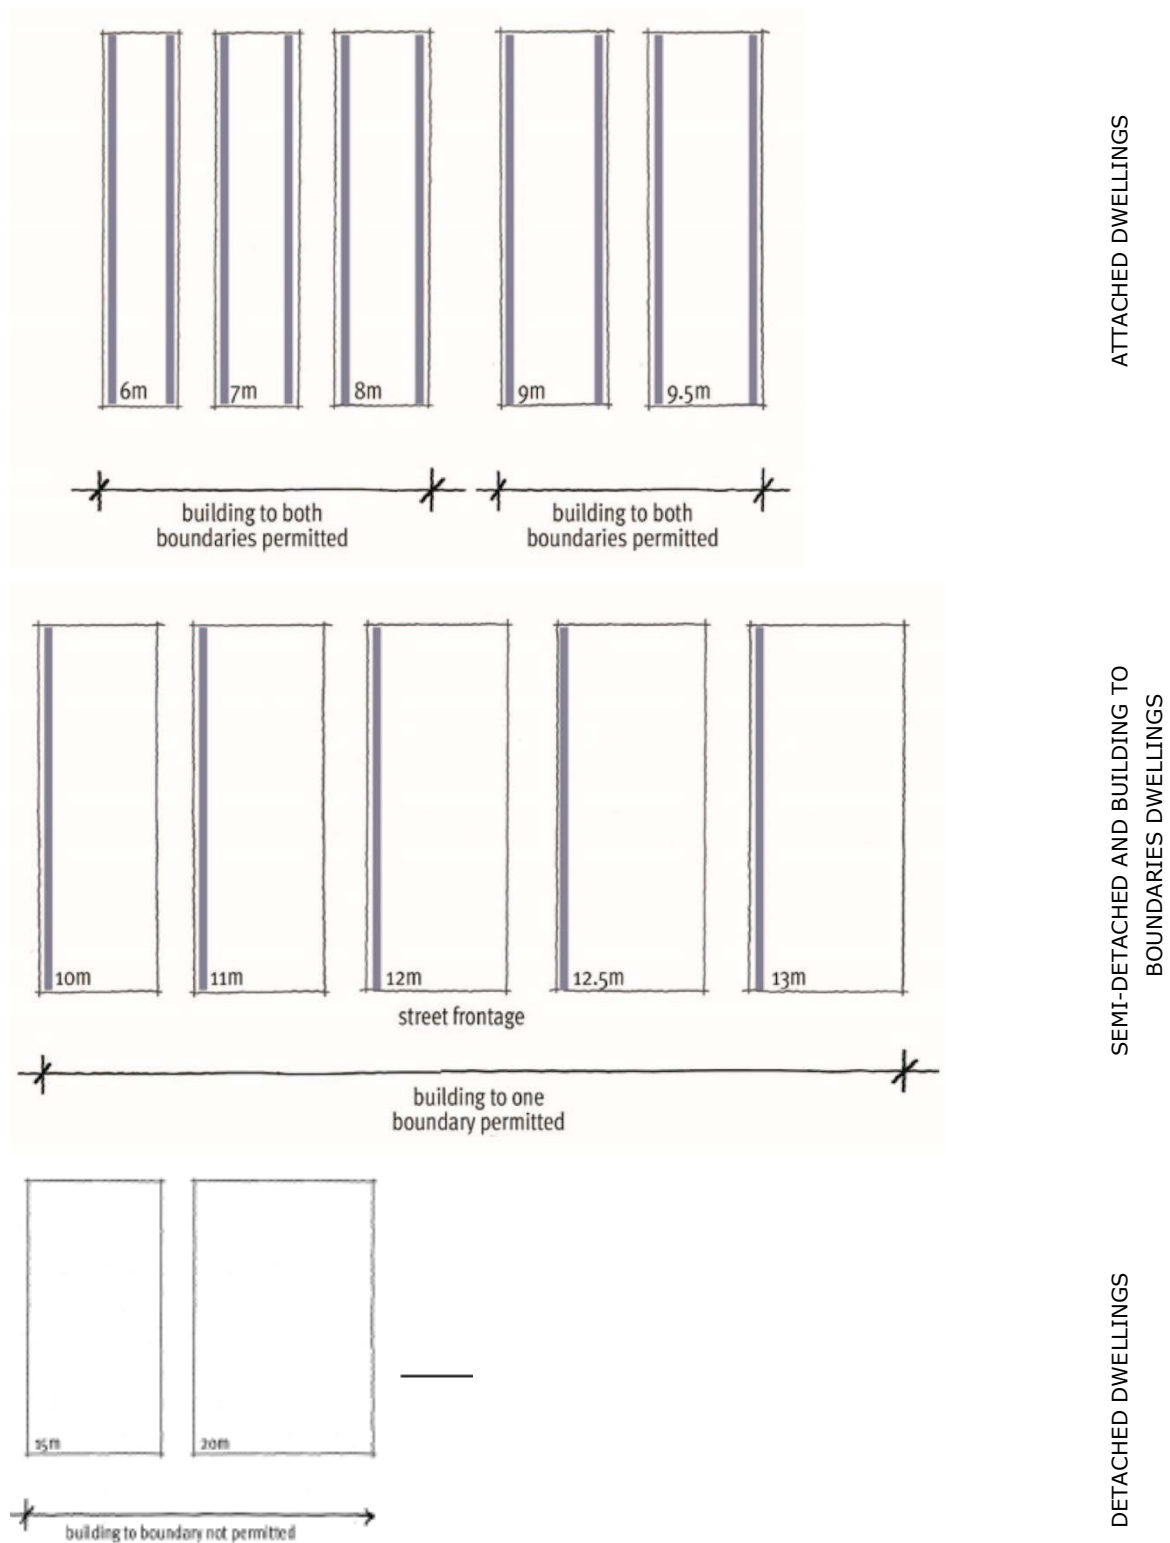 6m
7m
8m
9m
9.5m
building to both
boundaries permitted
building to both
boundaries permitted
ATTACHED DWELLINGS
10m
11m
12m
12.5m
13m
street frontage
building to one
boundary permitted
SEMI-DETACHED AND BUILDING TO
BOUNDARIES DWELLINGS
15m
20m
building to boundary not permitted
DETACHED DWELLINGS